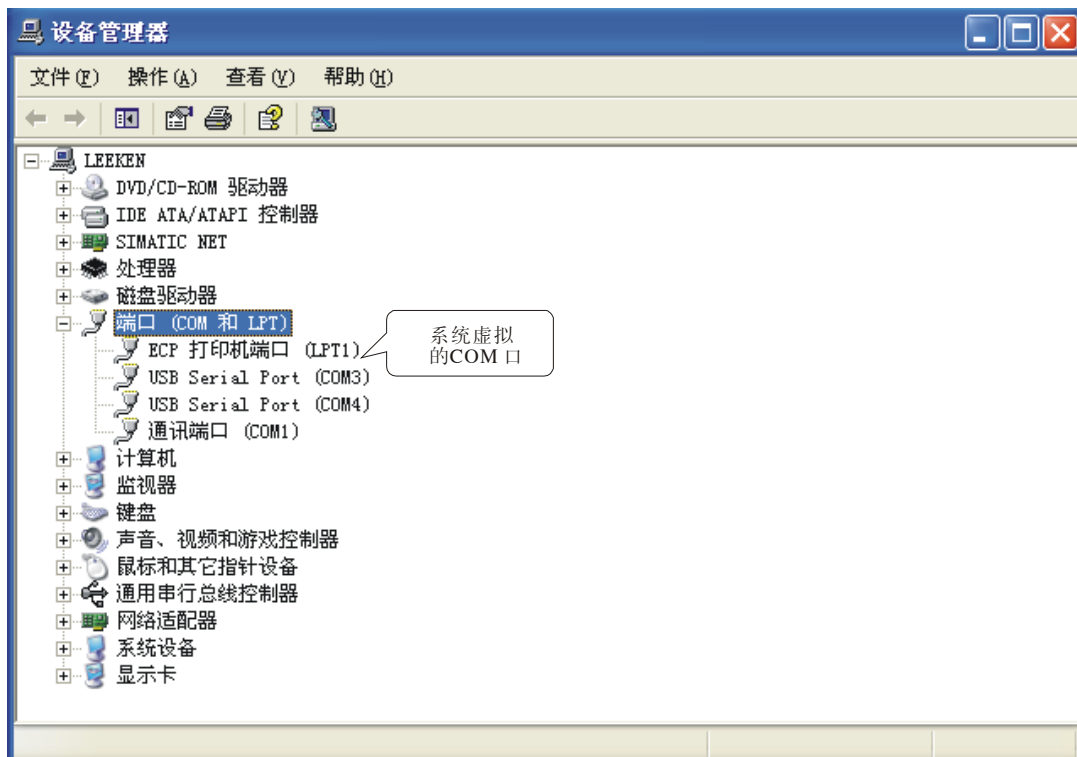 设备管理器
文件(F) 操作(A) 查看(V) 帮助(H)
LEEKEN
DVD/CD-ROM 驱动器
IDE ATA/ATAPI 控制器
SIMATIC NET
处理器
磁盘驱动器
端口 (COM 和 LPT)
ECP 打印机端口 (LPT1)
系统虚拟
的COM 口
USB Serial Port (COM3)
USB Serial Port (COM4)
通讯端口 (COM1)
计算机
监视器
键盘
声音、视频和游戏控制器
鼠标和其它指针设备
通用串行总线控制器
网络适配器
系统设备
显示卡